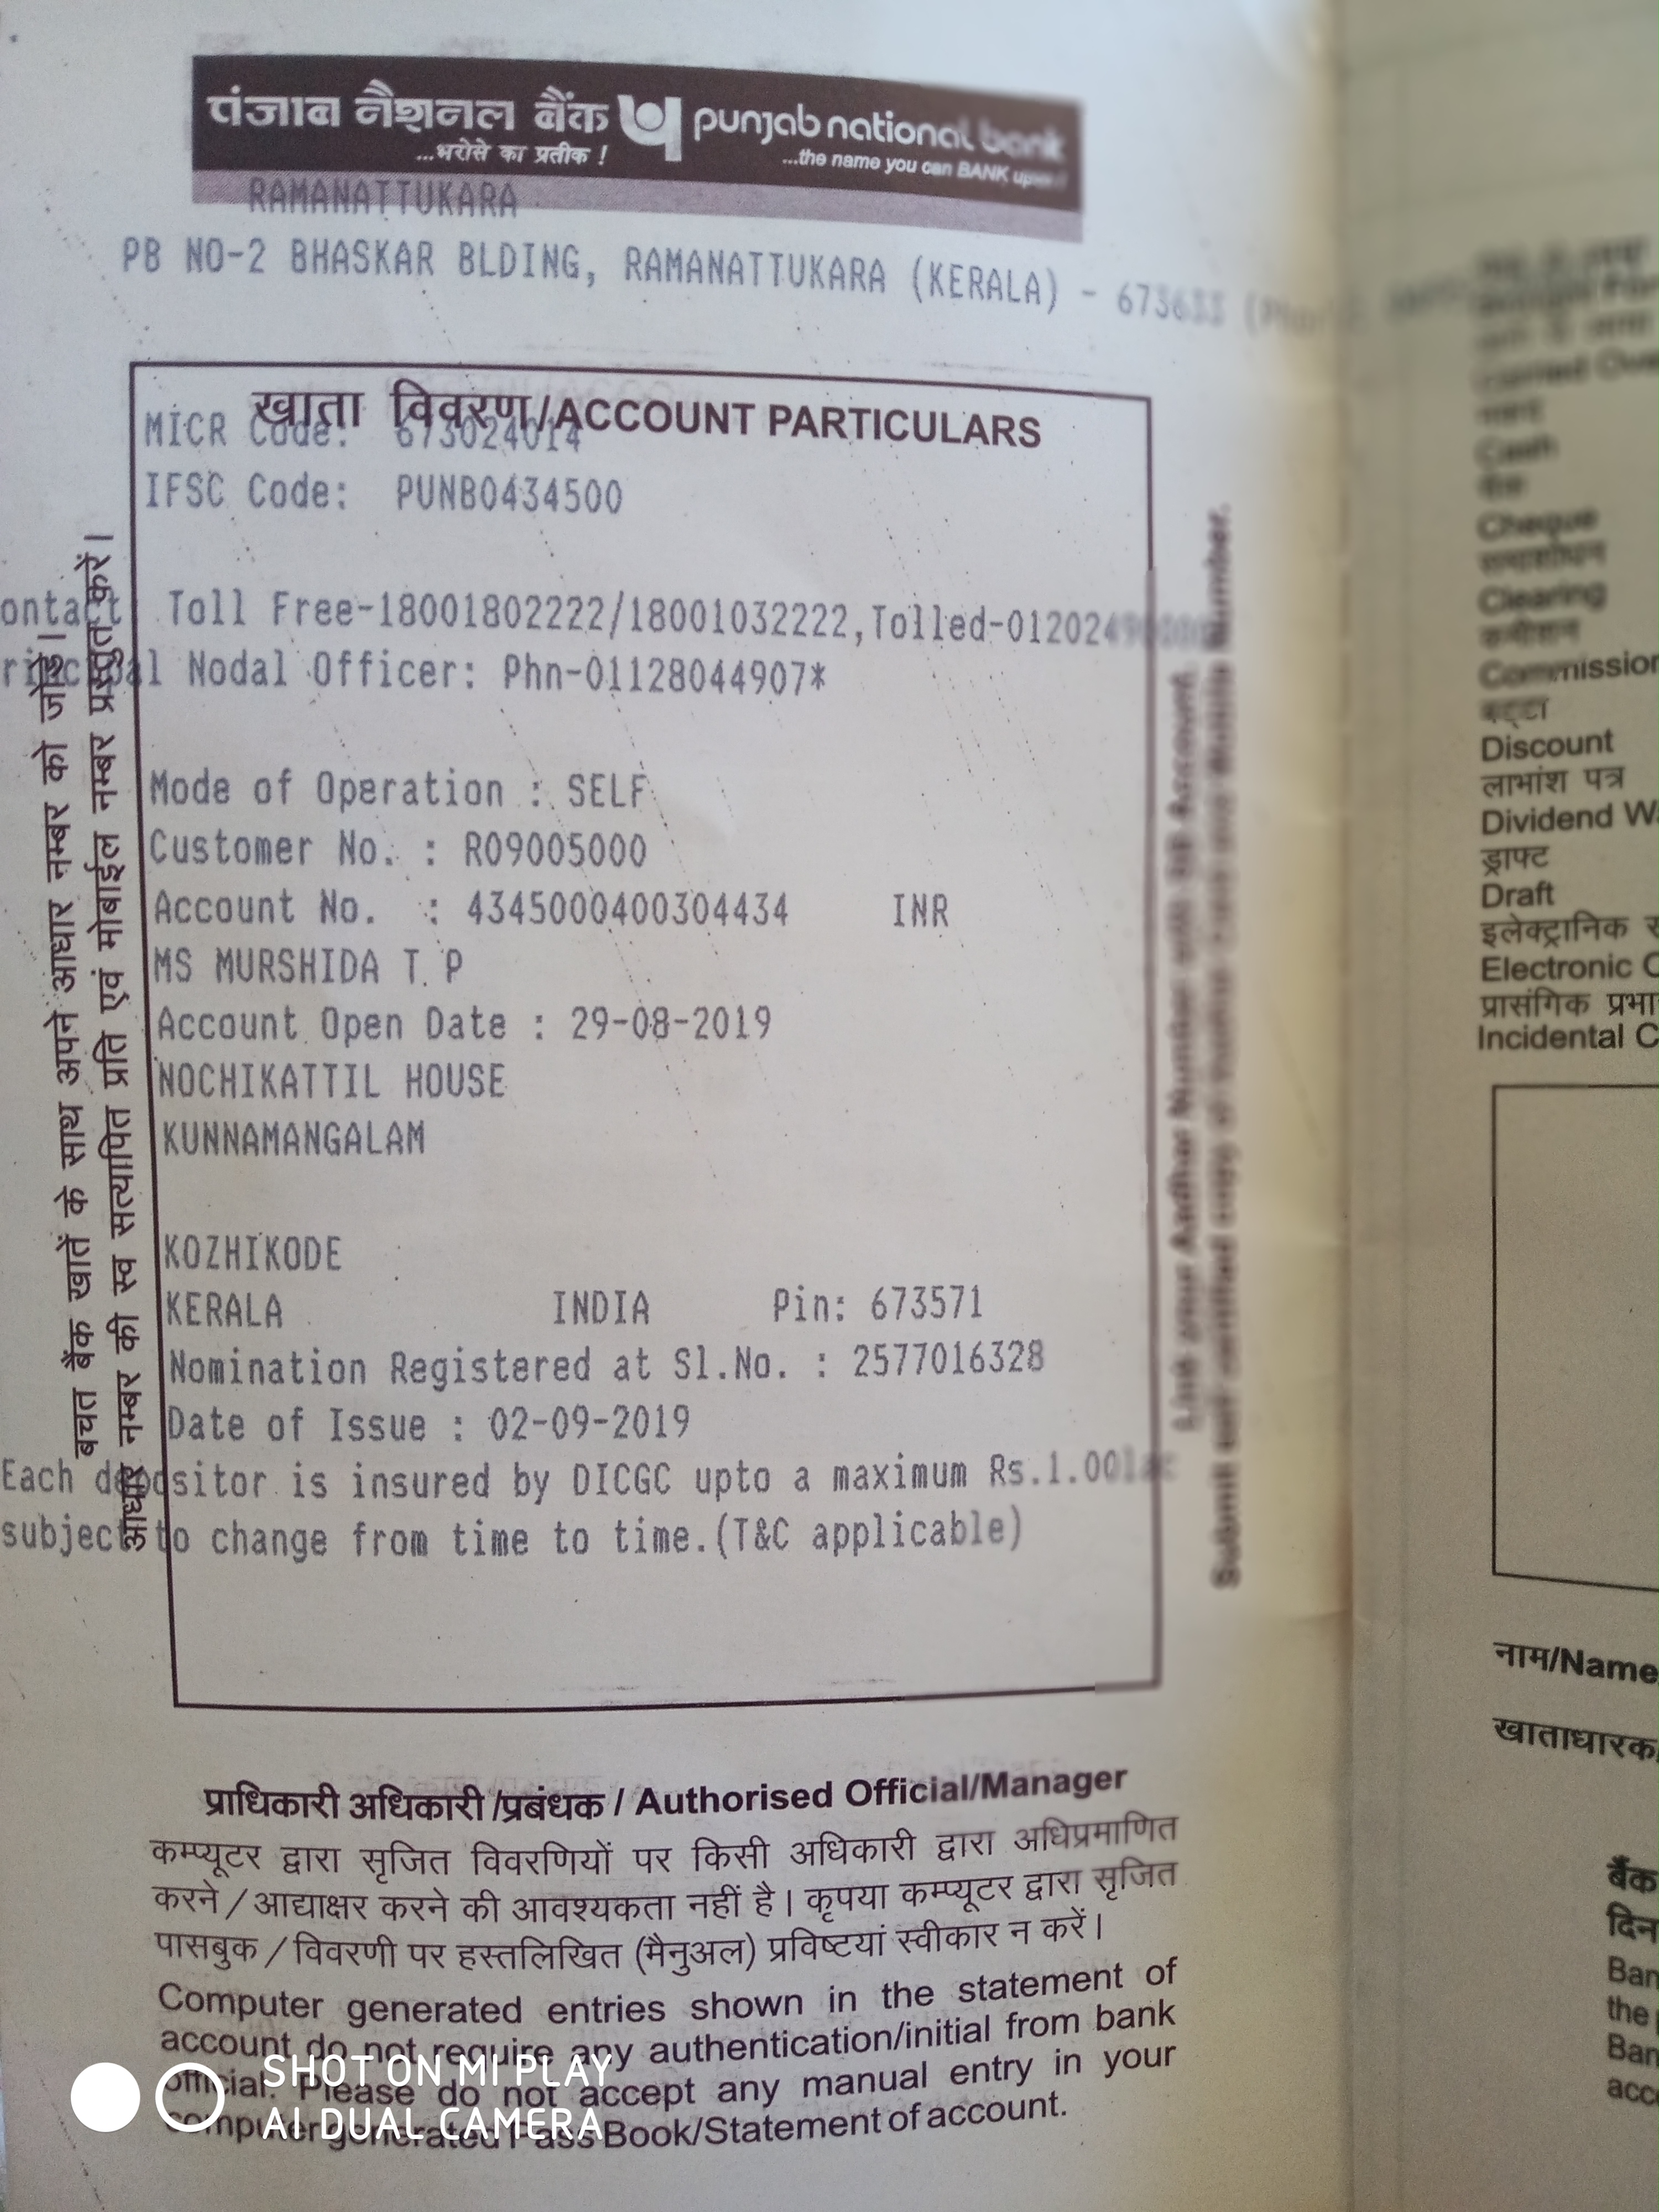 पंजाब नैशनल बैंक punjab national bank
...भरोसे का प्रतीक ! ...the name you can BANK upon !
RAMANATTUKARA
PB NO-2 BHASKAR BLDING, RAMANATTUKARA (KERALA) - 673633
खाता विवरण/ACCOUNT PARTICULARS
MICR Code: 673024014
IFSC Code: PUNB0434500
ontact Toll Free-18001802222/18001032222,Tolled-01202490000
rincipal Nodal Officer: Phn-01128044907*
Mode of Operation : SELF
Customer No. : R09005000
Account No. : 4345000400304434 INR
MS MURSHIDA T P
Account Open Date : 29-08-2019
NOCHIKATTIL HOUSE
KUNNAMANGALAM
KOZHIKODE
KERALA INDIA Pin: 673571
Nomination Registered at Sl.No. : 2577016328
Date of Issue : 02-09-2019
Each depositor is insured by DICGC upto a maximum Rs.1.00lac
subject to change from time to time.(T&C applicable)
बचत बैंक खातें के साथ अपने आधार नम्बर को जोड़े।
आधार नम्बर की स्व सत्यापित प्रति एवं मोबाईल नम्बर प्रस्तुत करें।
Link your Aadhar Number with SB Account.
Submit self certified copy of Aadhar Card and Mobile Number.
प्राधिकारी अधिकारी /प्रबंधक / Authorised Official/Manager
कम्प्यूटर द्वारा सृजित विवरणियों पर किसी अधिकारी द्वारा अधिप्रमाणित
करने / आद्याक्षर करने की आवश्यकता नहीं है। कृपया कम्प्यूटर द्वारा सृजित
पासबुक / विवरणी पर हस्तलिखित (मैनुअल) प्रविष्टयां स्वीकार न करें।
Computer generated entries shown in the statement of
account do not require any authentication/initial from bank
official. Please do not accept any manual entry in your
computer generated Pass Book/Statement of account.
SHOT ON MI PLAY
AI DUAL CAMERA
Cash
Cheque
Clearing
Commission
बट्टा
Discount
लाभांश पत्र
Dividend Wa
ड्राफ्ट
Draft
इलेक्ट्रानिक
Electronic C
प्रासंगिक प्रभा
Incidental C
नाम/Name
खाताधारक/
बैंक
दिन
Ban
the
Ban
acc